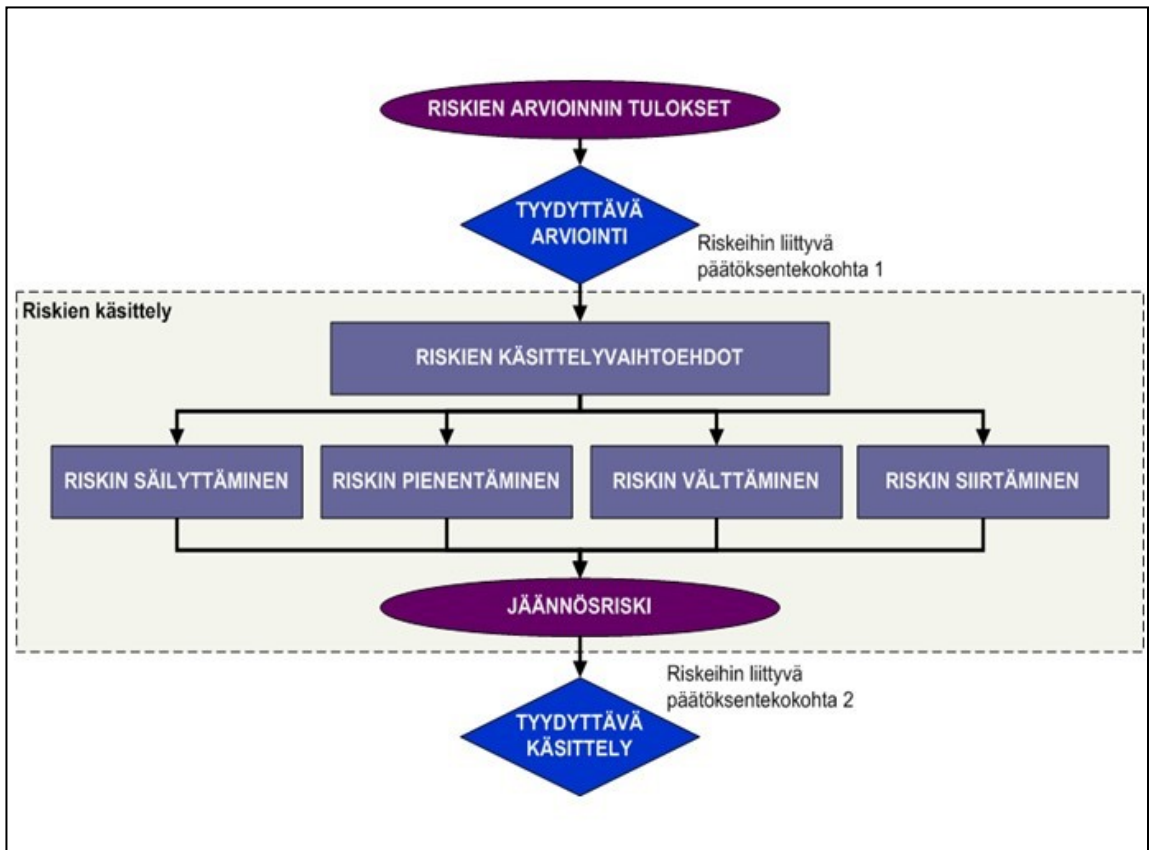 RISKIEN ARVIOINNIN TULOKSET
TYYDYTTÄVÄ
ARVIOINTI
Riskeihin liittyvä
päätöksentekokohta 1
Riskien käsittely
RISKIEN KÄSITTELYVAIHTOEHDOT
RISKIN SÄILYTTÄMINEN
RISKIN PIENENTÄMINEN
RISKIN VÄLTTÄMINEN
RISKIN SIIRTÄMINEN
JÄÄNNÖSRISKI
Riskeihin liittyvä
päätöksentekokohta 2
TYYDYTTÄVÄ
KÄSITTELY